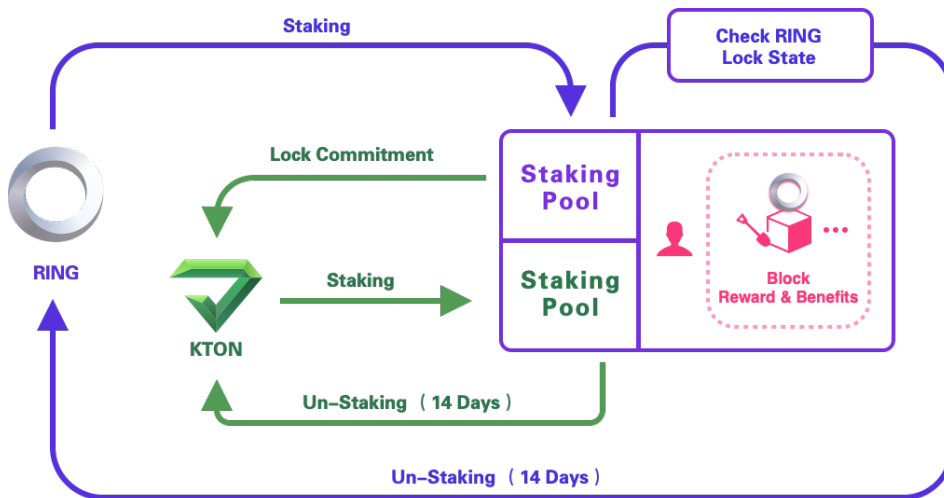 Staking
Check RING
Lock State
Lock Commitment
Staking
Pool
RING
Staking
KTON
Staking
Pool
Block
Reward & Benefits
Un–Staking ( 14 Days )
Un–Staking ( 14 Days )